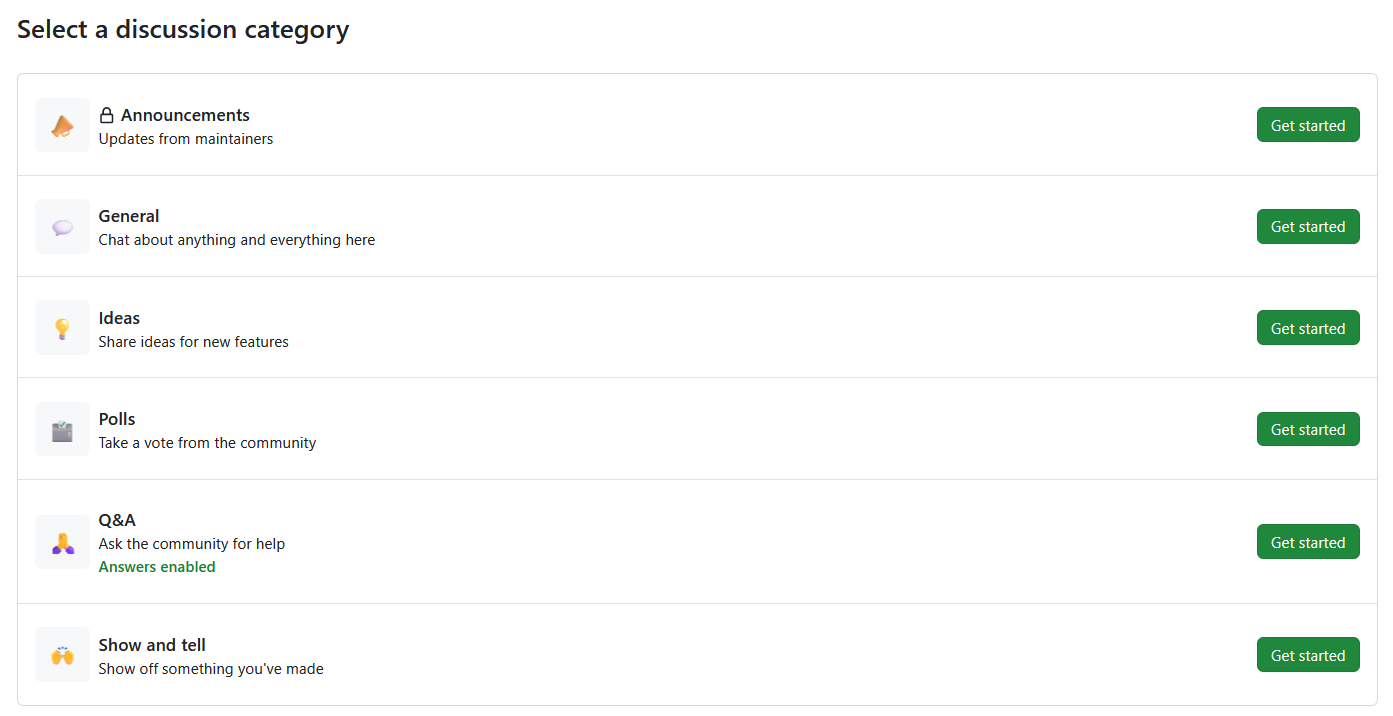 Select a discussion category
Announcements
Updates from maintainers
Get started
General
Chat about anything and everything here
Get started
Ideas
Share ideas for new features
Get started
Polls
Take a vote from the community
Get started
Q&A
Ask the community for help
Answers enabled
Get started
Show and tell
Show off something you've made
Get started